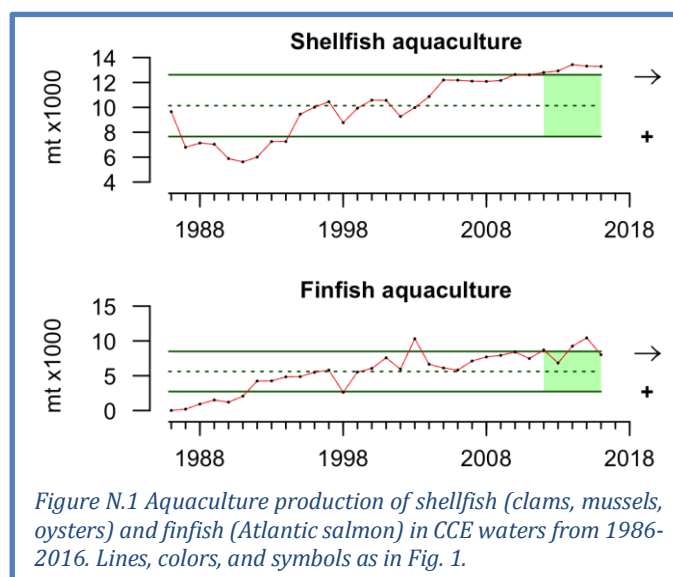 Shellfish aquaculture
mt x1000
14
12
10
8
6
4
→
+
1988 1998 2008 2018
Finfish aquaculture
mt x1000
15
10
5
0
→
+
1988 1998 2008 2018
Figure N.1 Aquaculture production of shellfish (clams, mussels,
oysters) and finfish (Atlantic salmon) in CCE waters from 1986-
2016. Lines, colors, and symbols as in Fig. 1.